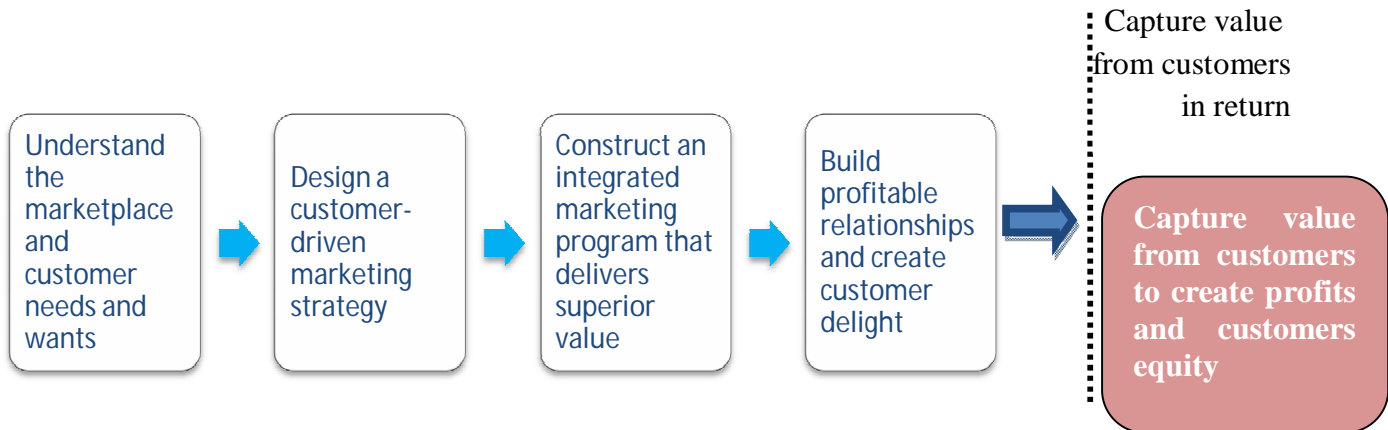 Understand
the
marketplace
and
customer
needs and
wants
Design a
customer-
driven
marketing
strategy
Construct an
integrated
marketing
program that
delivers
superior
value
Build
profitable
relationships
and create
customer
delight
Capture value
from customers
in return
Capture value
from customers
to create profits
and customers
equity